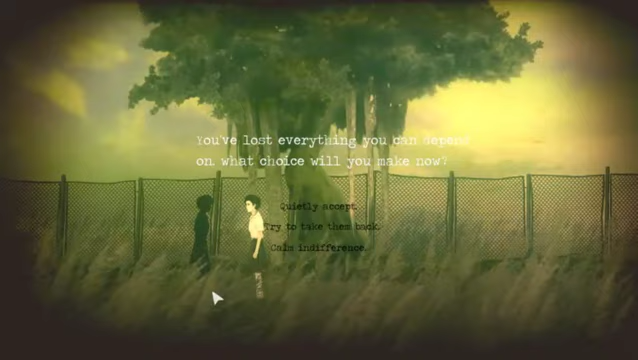 You've lost everything you can depend
on, what choice will you make now?
Quietly accept.
Try to take them back.
Calm indifference.